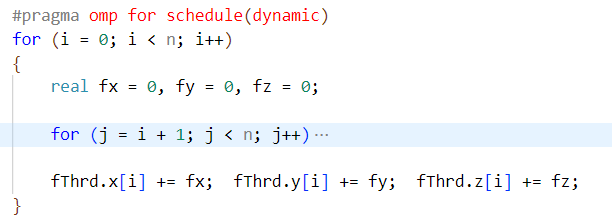 #pragma omp for schedule(dynamic)
for (i = 0; i < n; i++)
{
real fx = 0, fy = 0, fz = 0;
for (j = i + 1; j < n; j++)···
fThrd.x[i] += fx;  fThrd.y[i] += fy;  fThrd.z[i] += fz;
}